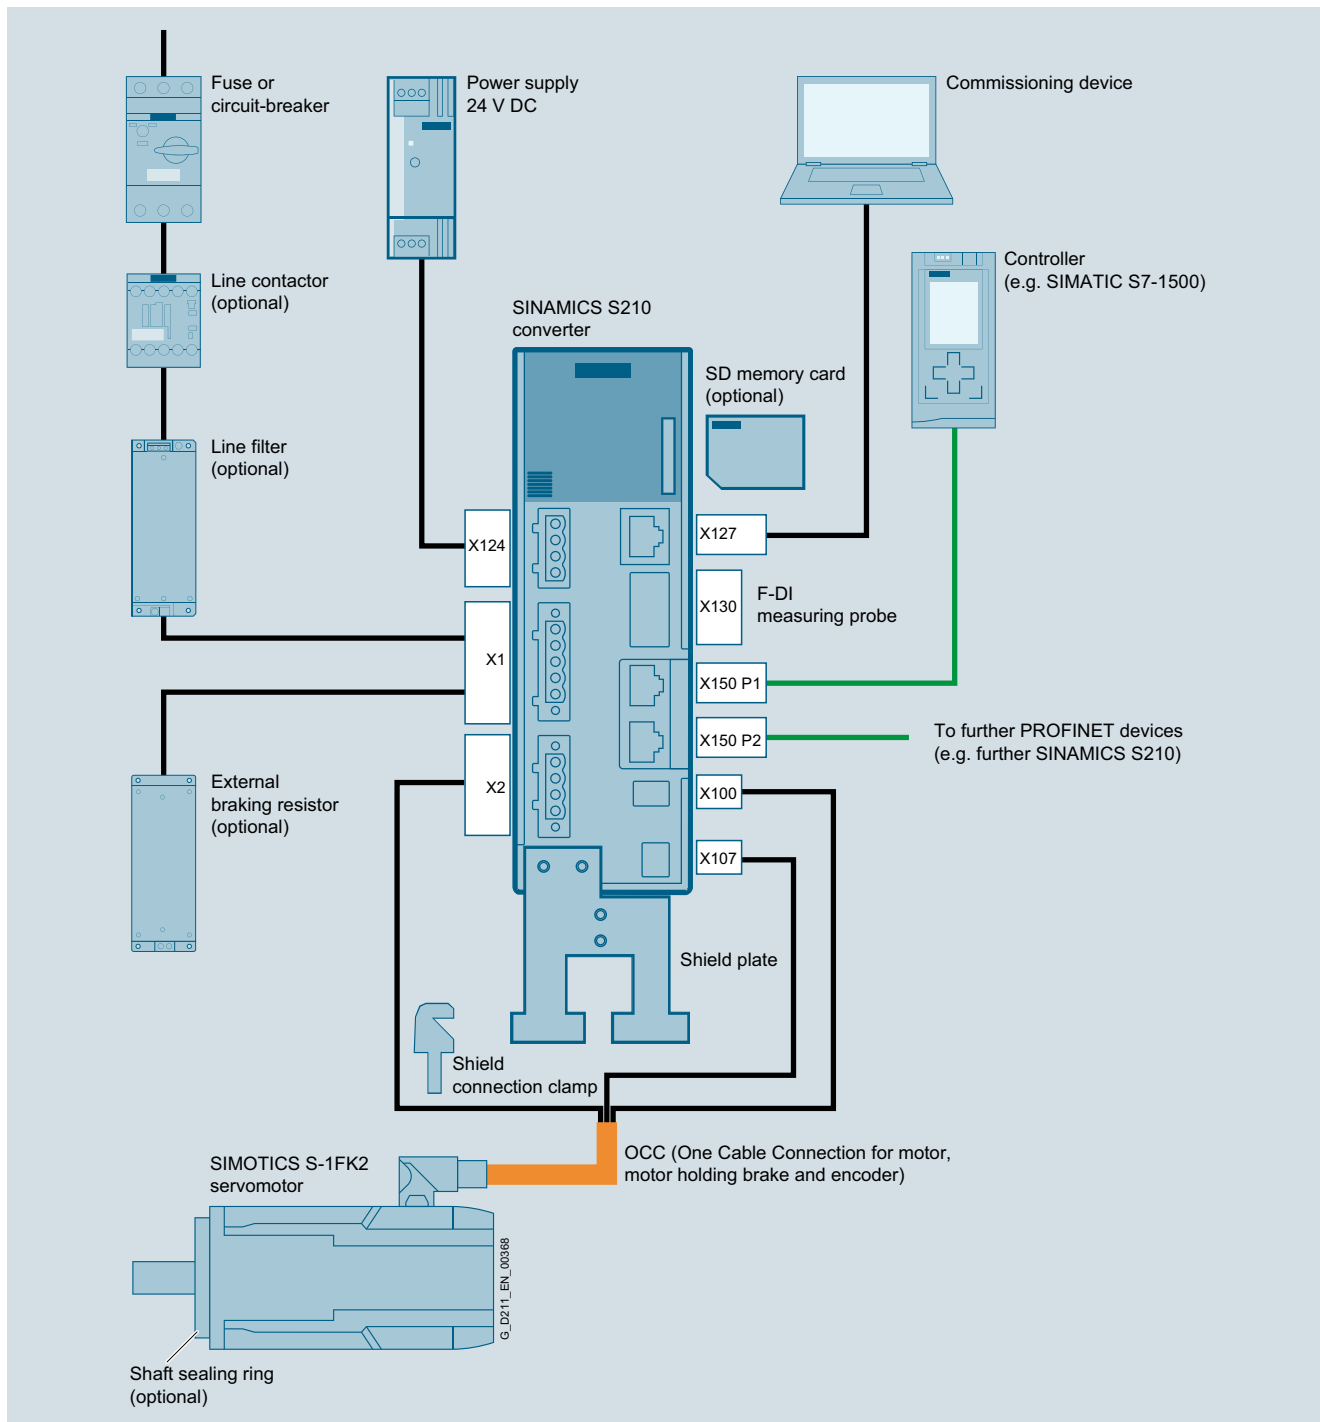 Fuse or
circuit-breaker
Power supply
24 V DC
Commissioning device
Line contactor
(optional)
Controller
(e.g. SIMATIC S7-1500)
SINAMICS S210
converter
SD memory card
(optional)
Line filter
(optional)
X124
X127
X130
F-DI
measuring probe
X1
X150 P1
X150 P2
To further PROFINET devices
(e.g. further SINAMICS S210)
X2
X100
External
braking resistor
(optional)
X107
Shield plate
Shield
connection clamp
OCC (One Cable Connection for motor,
motor holding brake and encoder)
SIMOTICS S-1FK2
servomotor
G_D211_EN_00368
Shaft sealing ring
(optional)